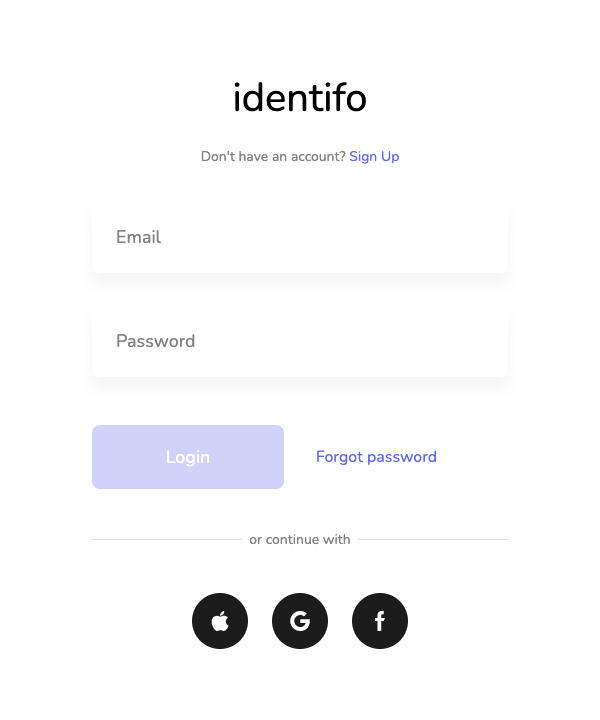 identifo
Don't have an account? Sign Up
Email
Password
Login Forgot password
or continue with